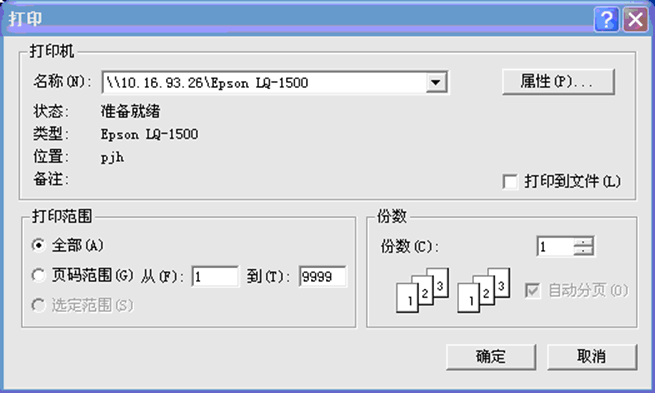 打印
打印机
名称(N): \\10.16.93.26\Epson LQ-1500 属性(P)...
状态: 准备就绪
类型: Epson LQ-1500
位置: pjh
备注: 打印到文件(L)
打印范围
全部(A)
页码范围(G) 从(F): 1 到(T): 9999
选定范围(S)
份数
份数(C): 1
1 2 3 1 2 3 自动分页(O)
确定 取消